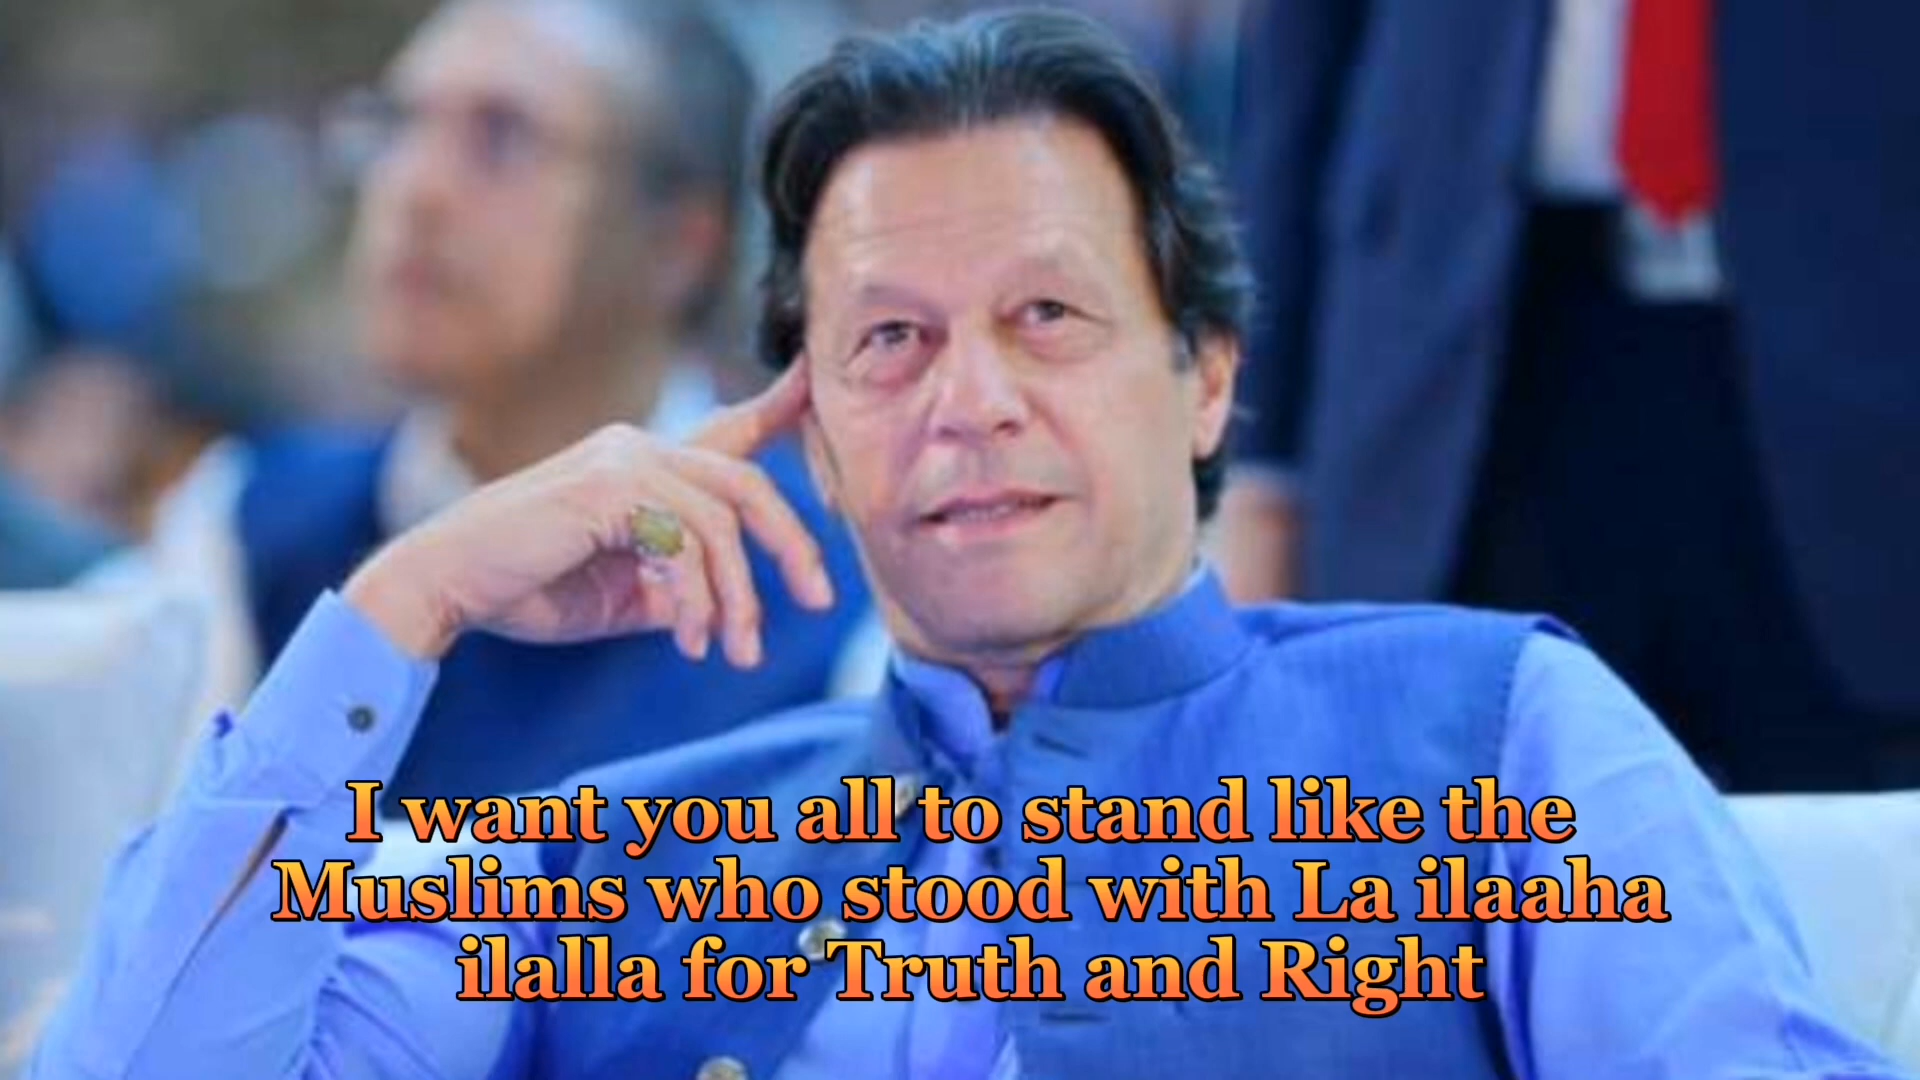 I want you all to stand like the
Muslims who stood with La ilaaha
ilalla for Truth and Right